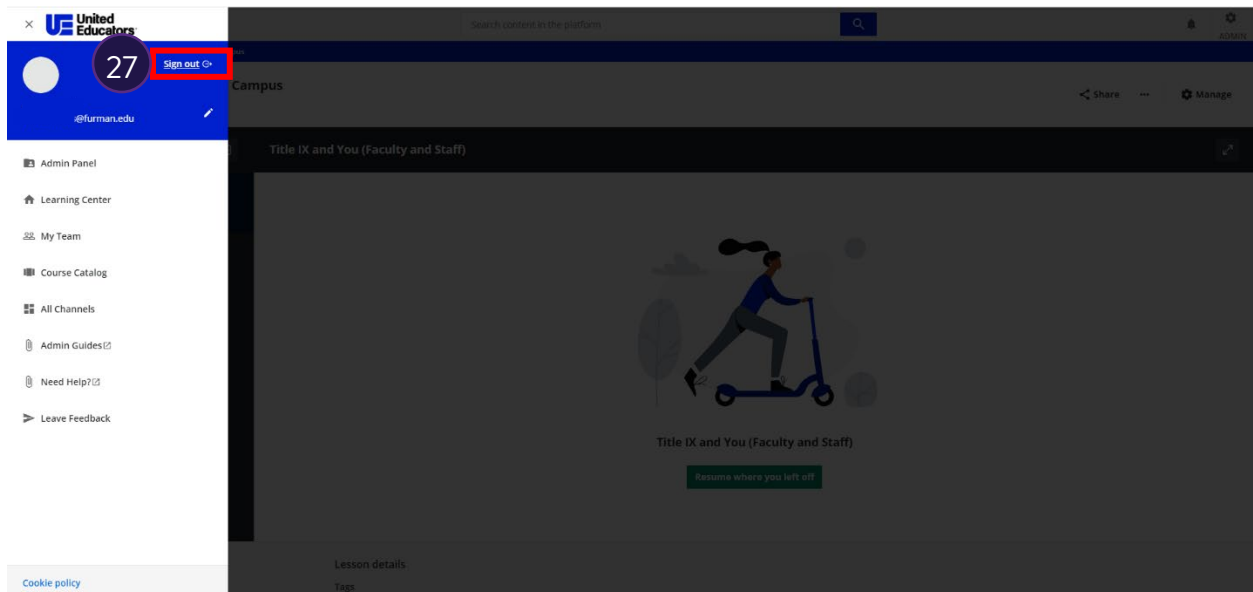 United
Educators
Search content in the platform
ADMIN
27
Sign out
Campus
Share
Manage
@furman.edu
Title IX and You (Faculty and Staff)
Admin Panel
Learning Center
My Team
Course Catalog
All Channels
Admin Guides
Need Help?
Leave Feedback
Title IX and You (Faculty and Staff)
Resume where you left off
Lesson details
Cookie policy
Tags